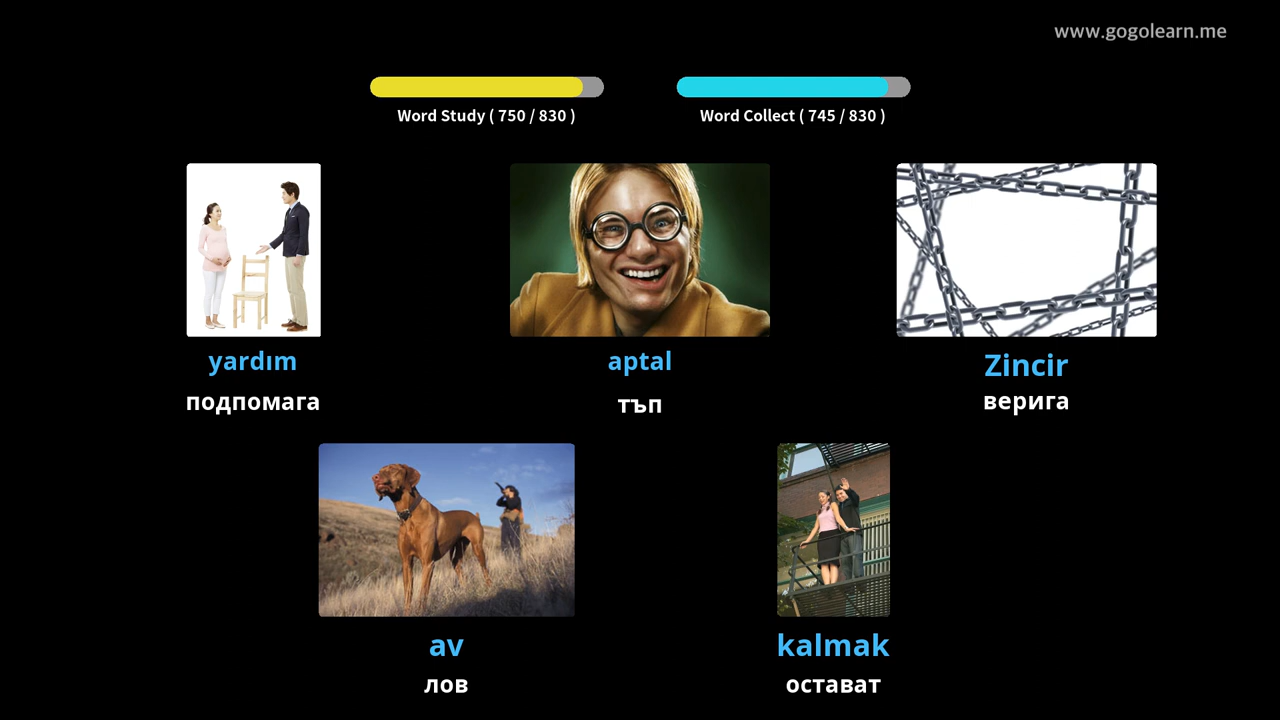 www.gogolearn.me
Word Study ( 750 / 830 )
Word Collect ( 745 / 830 )
yardım
aptal
Zincir
подпомага
тъп
верига
av
kalmak
лов
остават